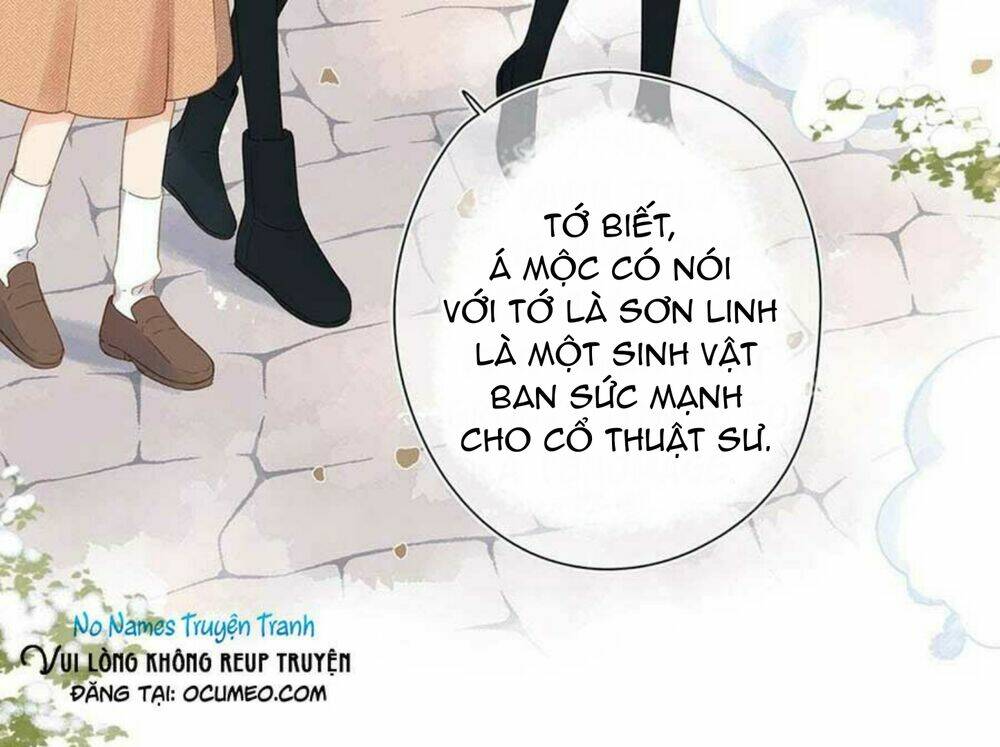 TỚ BIẾT,
Á MỘC CÓ NÓI
VỚI TỚ LÀ SƠN LINH
LÀ MỘT SINH VẬT
BAN SỨC MẠNH
CHO CỔ THUẬT SƯ.
No Names Truyện Tranh
VUI LÒNG KHÔNG REUP TRUYỆN
ĐĂNG TẠI: OCUMEO.COM